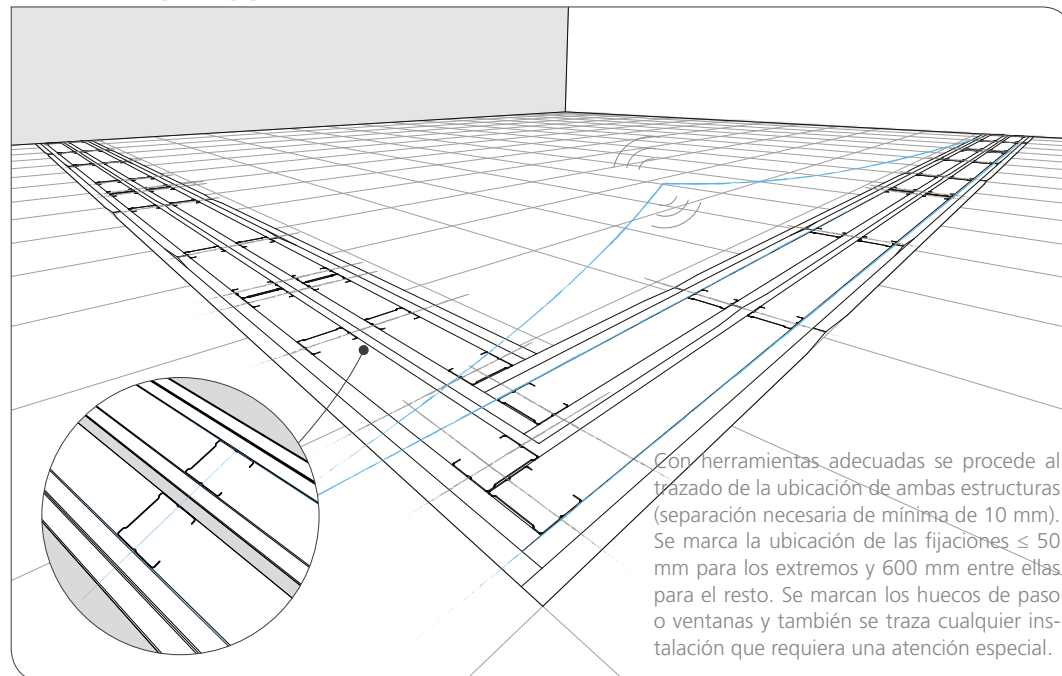 Con herramientas adecuadas se procede al
trazado de la ubicación de ambas estructuras
(separación necesaria de mínima de 10 mm).
Se marca la ubicación de las fijaciones ≤ 50
mm para los extremos y 600 mm entre ellas
para el resto. Se marcan los huecos de paso
o ventanas y también se traza cualquier ins-
talación que requiera una atención especial.